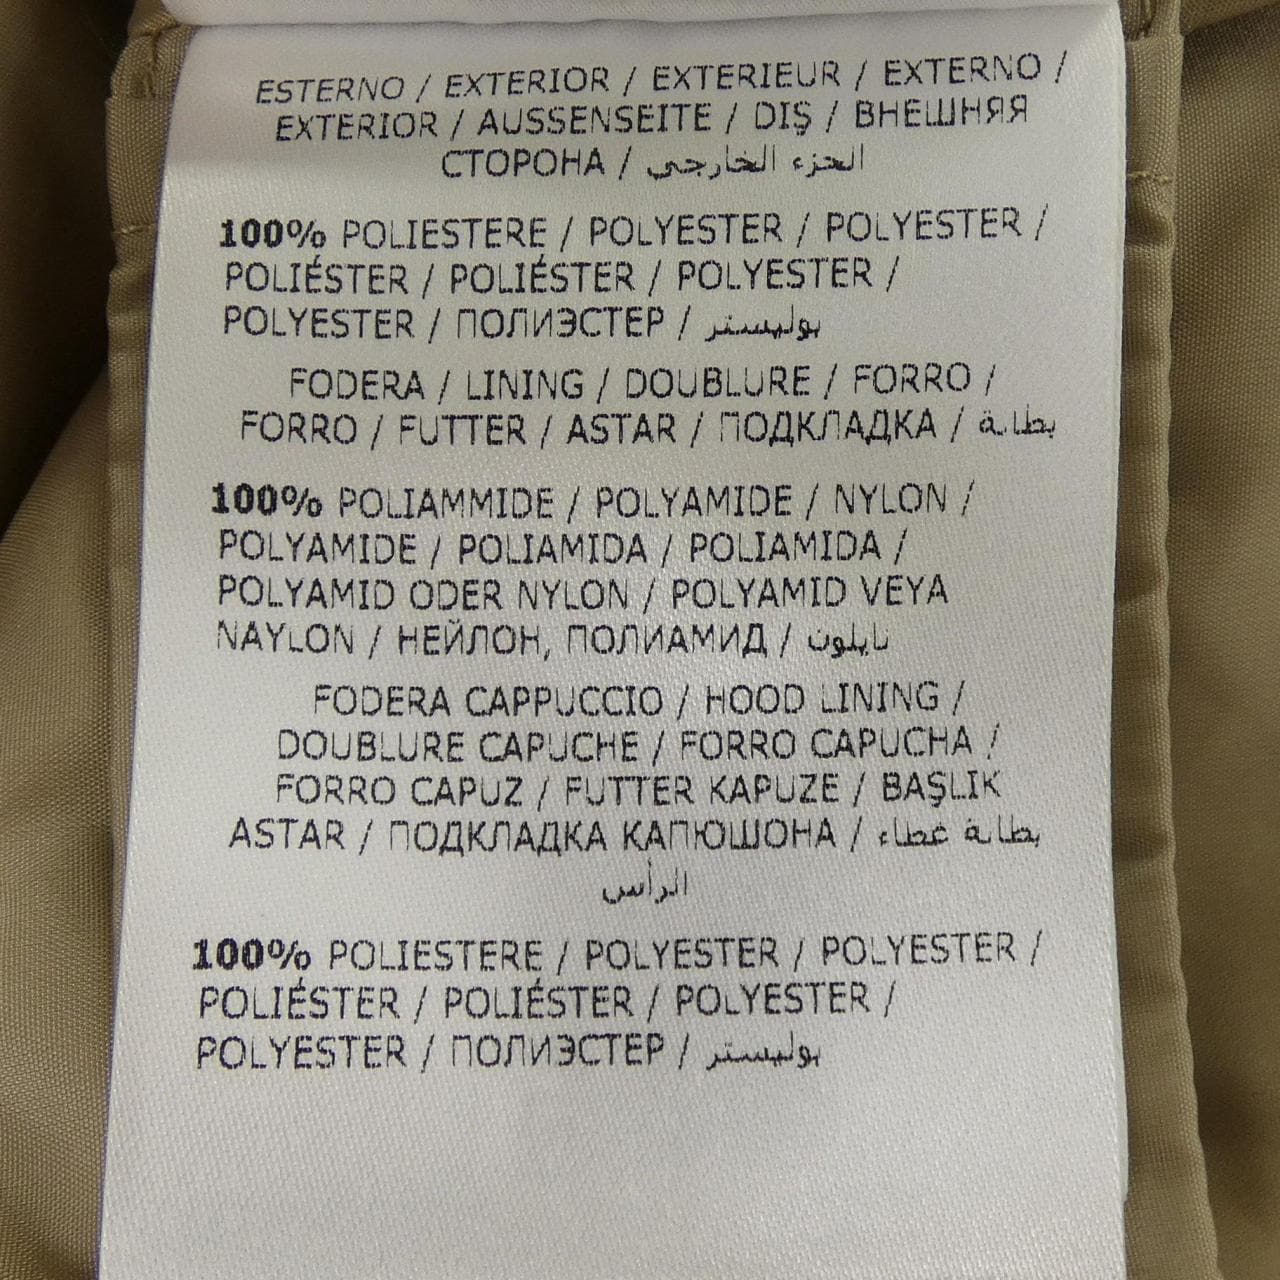 ESTERNO / EXTERIOR / EXTERIEUR / EXTERNO /
EXTERIOR / AUSSENSEITE / DIŞ / ВНЕШНЯЯ
СТОРОНА / الجزء الخارجي
100% POLIESTERE / POLYESTER / POLYESTER /
POLIÉSTER / POLIÉSTER / POLYESTER /
POLYESTER / ПОЛИЭСТЕР / بوليستر
FODERA / LINING / DOUBLURE / FORRO /
FORRO / FUTTER / ASTAR / ПОДКЛАДКА / بطانة
100% POLIAMMIDE / POLYAMIDE / NYLON /
POLYAMIDE / POLIAMIDA / POLIAMIDA /
POLYAMID ODER NYLON / POLYAMID VEYA
NAYLON / НЕЙЛОН, ПОЛИАМИД / نايلون
FODERA CAPPUCCIO / HOOD LINING /
DOUBLURE CAPUCHE / FORRO CAPUCHA /
FORRO CAPUZ / FUTTER KAPUZE / BAŞLIK
ASTAR / ПОДКЛАДКА КАПЮШОНА / بطانة غطاء
الرأس
100% POLIESTERE / POLYESTER / POLYESTER /
POLIÉSTER / POLIÉSTER / POLYESTER /
POLYESTER / ПОЛИЭСТЕР / بوليستر